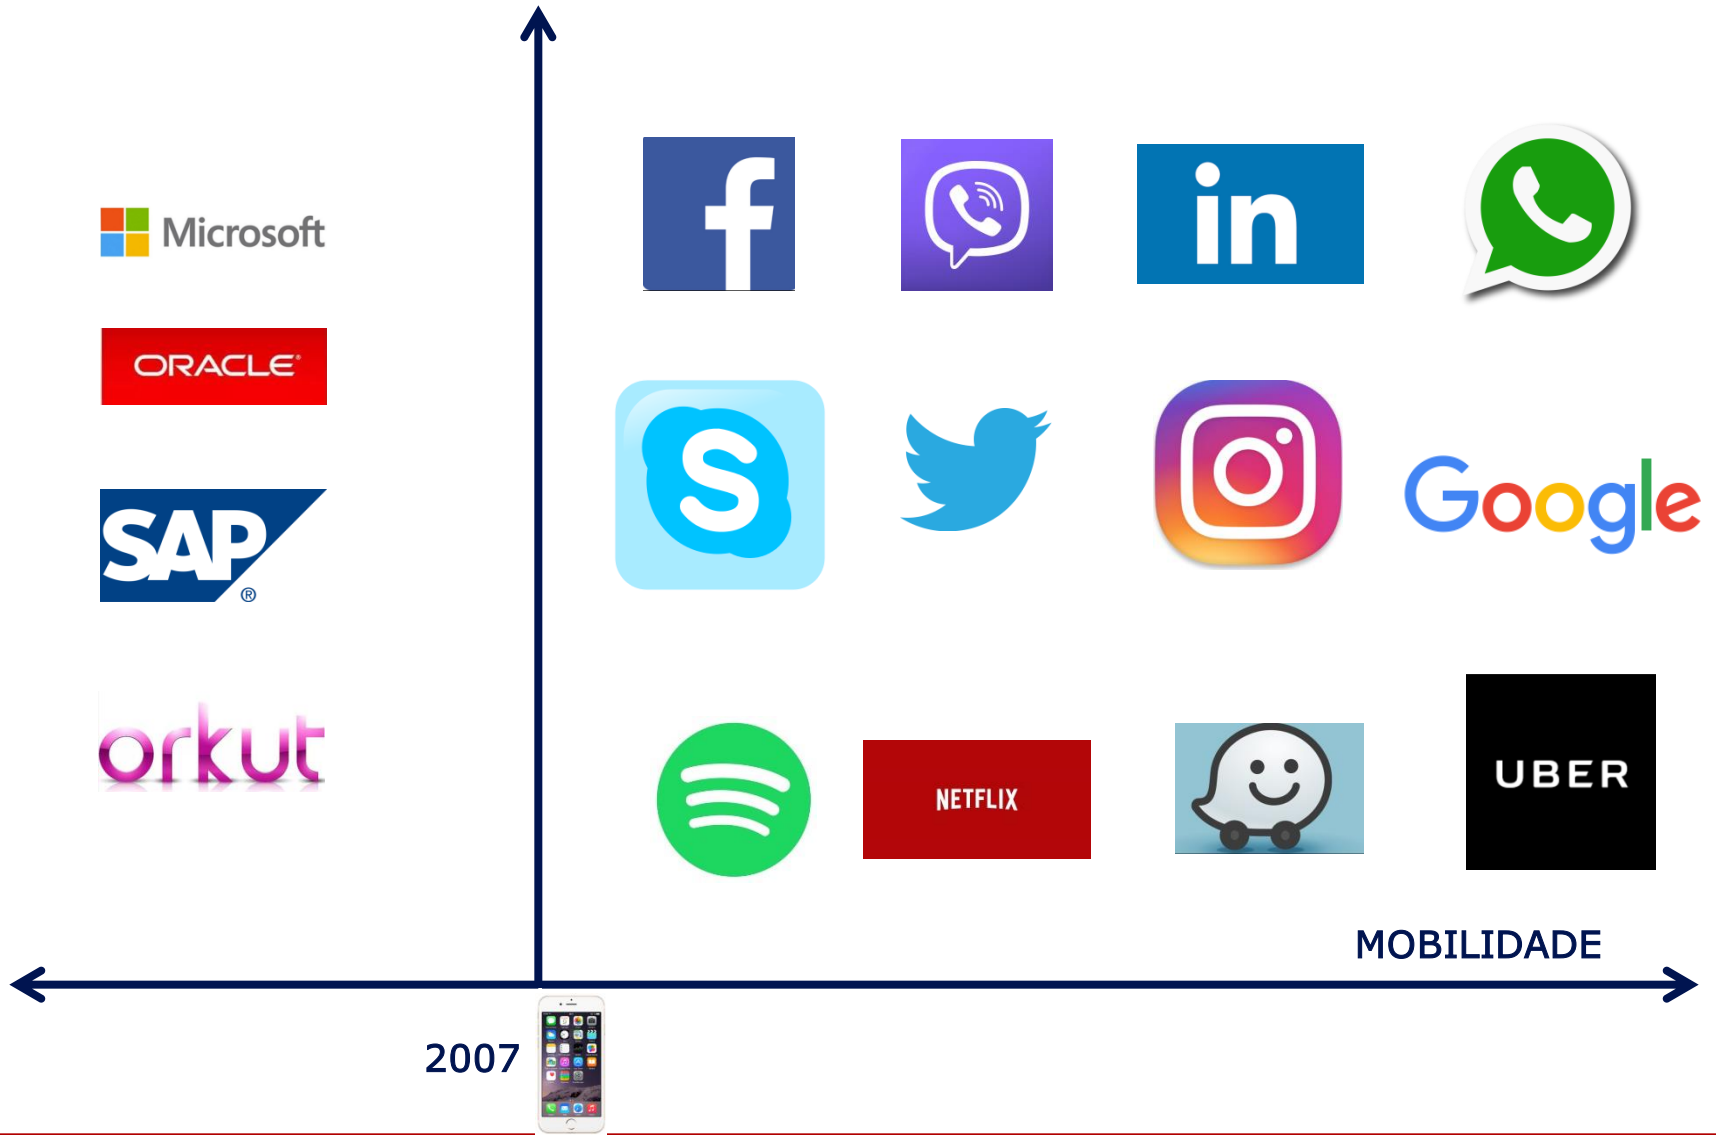 Microsoft
ORACLE®
SAP
®
orkut
f
in
S
Google
NETFLIX
UBER
MOBILIDADE
2007